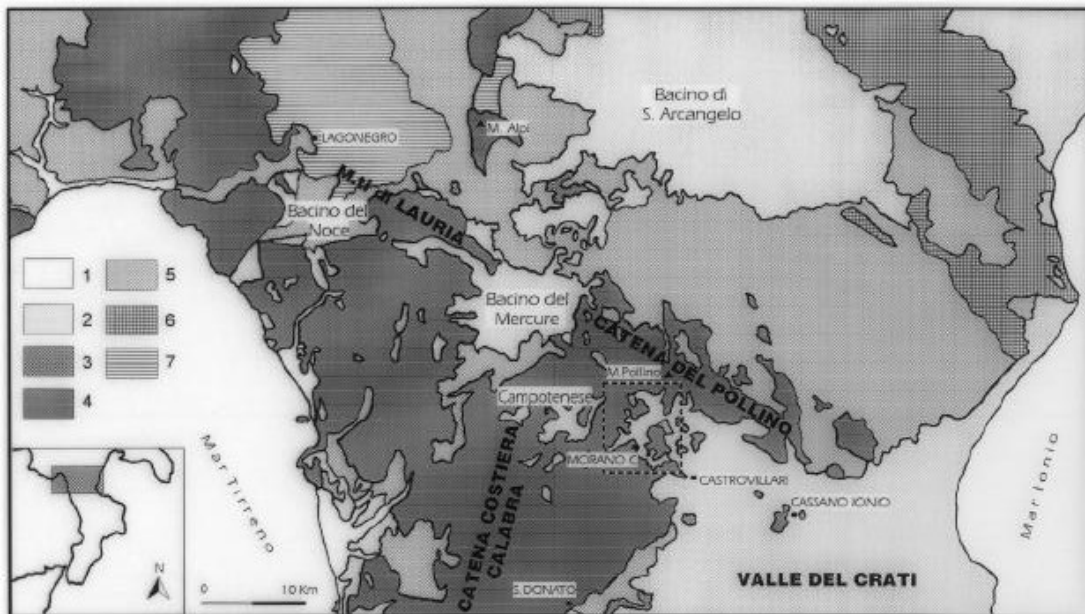 Bacino di
S. Arcangelo
M. Alpi
LAGONEGRO
M.ti di LAURIA
Bacino del
Noce
Bacino del
Mercure
CATENA DEL POLLINO
M.Pollino
Campotenese
MORANO C.
CASTROVILLARI
CASSANO JONIO
CATENA COSTIERA
CALABRA
S. DONATO
VALLE DEL CRATI
Mar Tirreno
Mar Ionio
1
2
3
4
5
6
7
N
0 10 Km